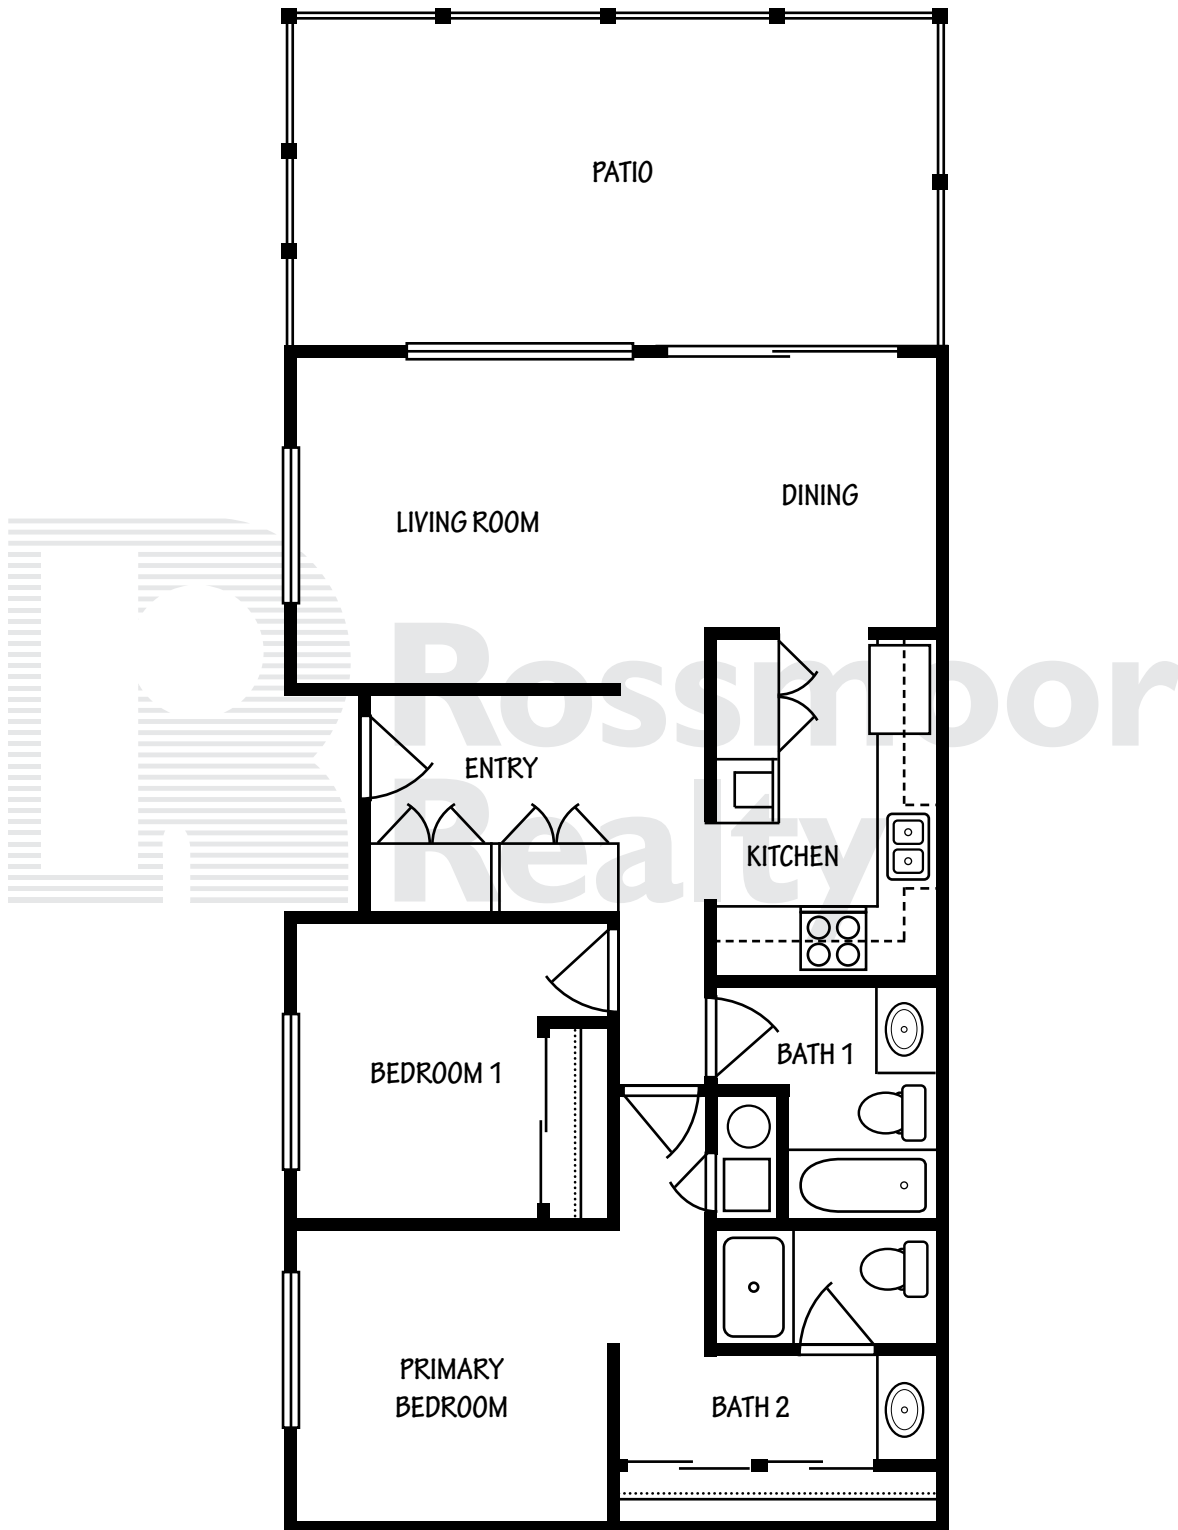 PATIO
DINING
LIVING ROOM
Rossmoor
Realty
ENTRY
KITCHEN
BATH 1
BEDROOM 1
PRIMARY
BEDROOM
BATH 2